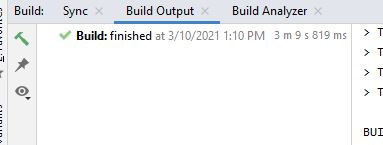 Build: Sync Build Output Build Analyzer
Build: finished at 3/10/2021 1:10 PM 3 m 9 s 819 ms
> T
> T
> T
> T
BUI